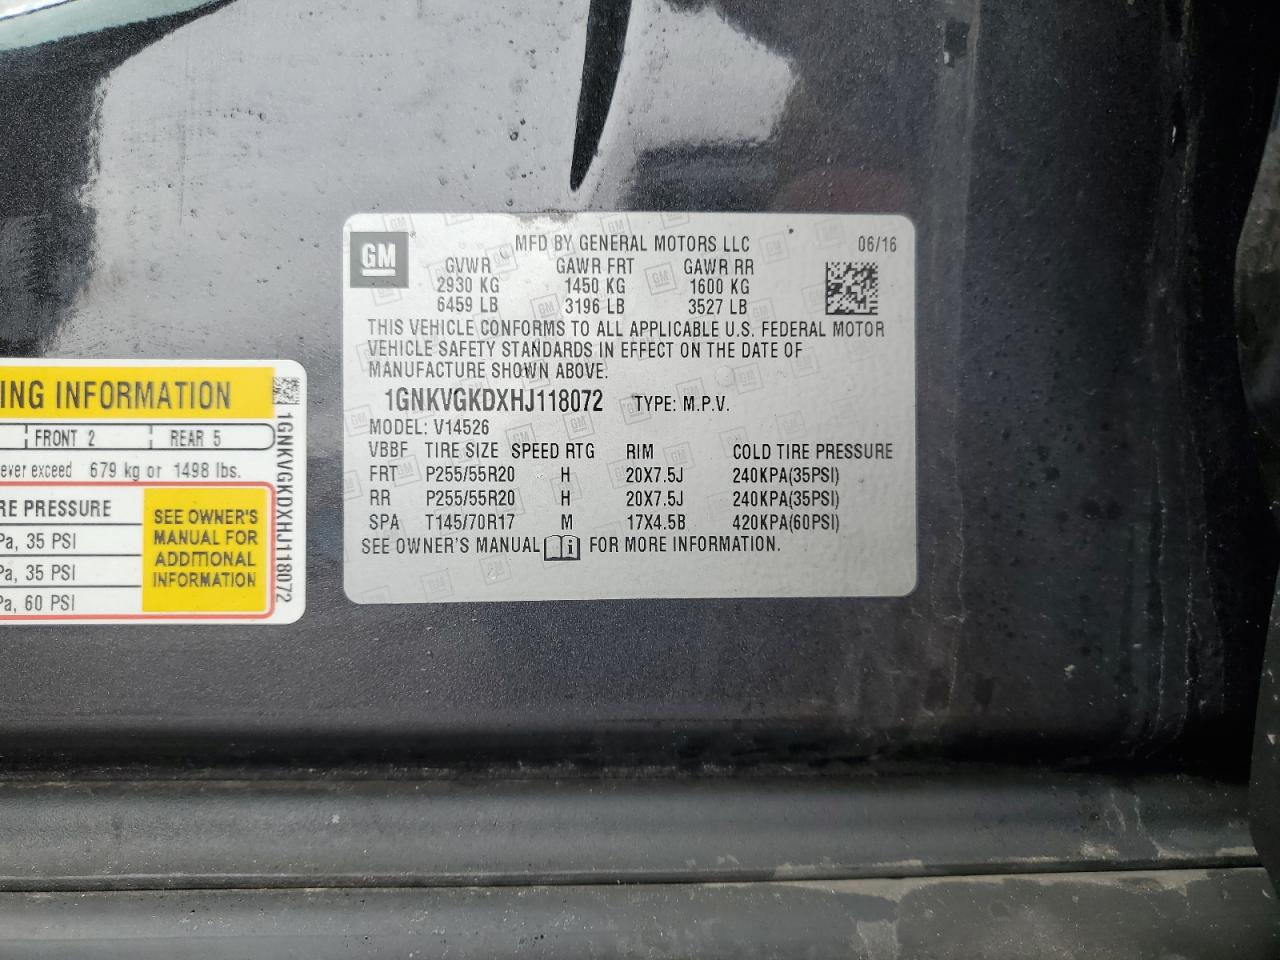 GM
MFD BY GENERAL MOTORS LLC 06/16
GVWR GAWR FRT GAWR RR
2930 KG 1450 KG 1600 KG
6459 LB 3196 LB 3527 LB
THIS VEHICLE CONFORMS TO ALL APPLICABLE U.S. FEDERAL MOTOR
VEHICLE SAFETY STANDARDS IN EFFECT ON THE DATE OF
MANUFACTURE SHOWN ABOVE.
1GNKVGKDXHJ118072 TYPE: M.P.V.
MODEL: V14526
VBBF TIRE SIZE SPEED RTG RIM COLD TIRE PRESSURE
FRT P255/55R20 H 20X7.5J 240KPA(35PSI)
RR P255/55R20 H 20X7.5J 240KPA(35PSI)
SPA T145/70R17 M 17X4.5B 420KPA(60PSI)
SEE OWNER'S MANUAL FOR MORE INFORMATION.
ING INFORMATION
FRONT 2 REAR 5
ever exceed 679 kg or 1498 lbs.
RE PRESSURE
Pa, 35 PSI
Pa, 35 PSI
Pa, 60 PSI
SEE OWNER'S
MANUAL FOR
ADDITIONAL
INFORMATION
1GNKVGKDXHJ118072